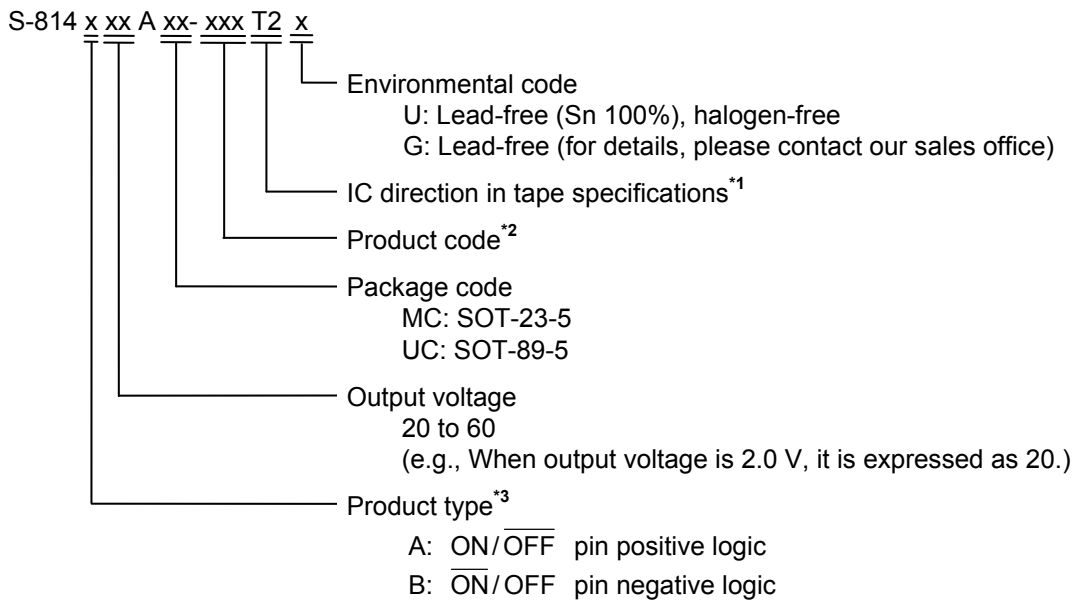 S-814 x xx A xx- xxx T2 x
Environmental code
U: Lead-free (Sn 100%), halogen-free
G: Lead-free (for details, please contact our sales office)
IC direction in tape specifications*1
Product code*2
Package code
MC: SOT-23-5
UC: SOT-89-5
Output voltage
20 to 60
(e.g., When output voltage is 2.0 V, it is expressed as 20.)
Product type*3
A: ON/O̅F̅F̅ pin positive logic
B: O̅N̅/OFF pin negative logic